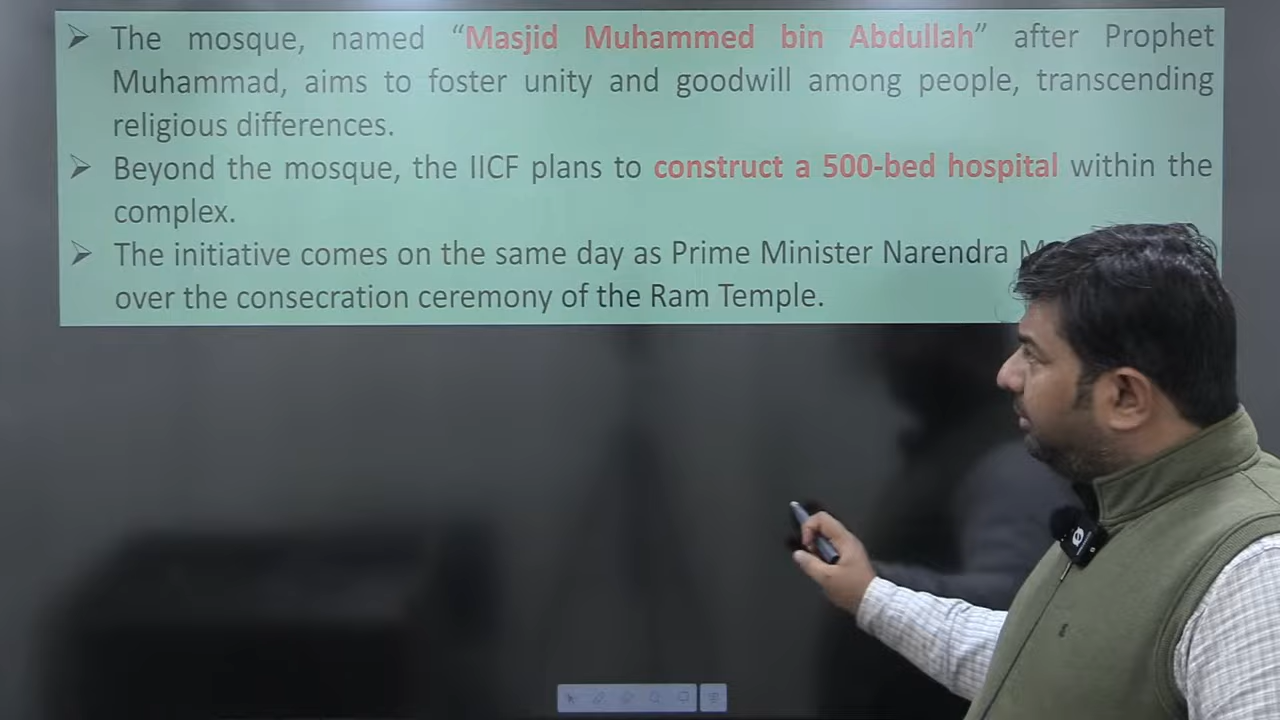 The mosque, named “Masjid Muhammed bin Abdullah” after Prophet
Muhammad, aims to foster unity and goodwill among people, transcending
religious differences.
Beyond the mosque, the IICF plans to construct a 500-bed hospital within the
complex.
The initiative comes on the same day as Prime Minister Narendra
over the consecration ceremony of the Ram Temple.